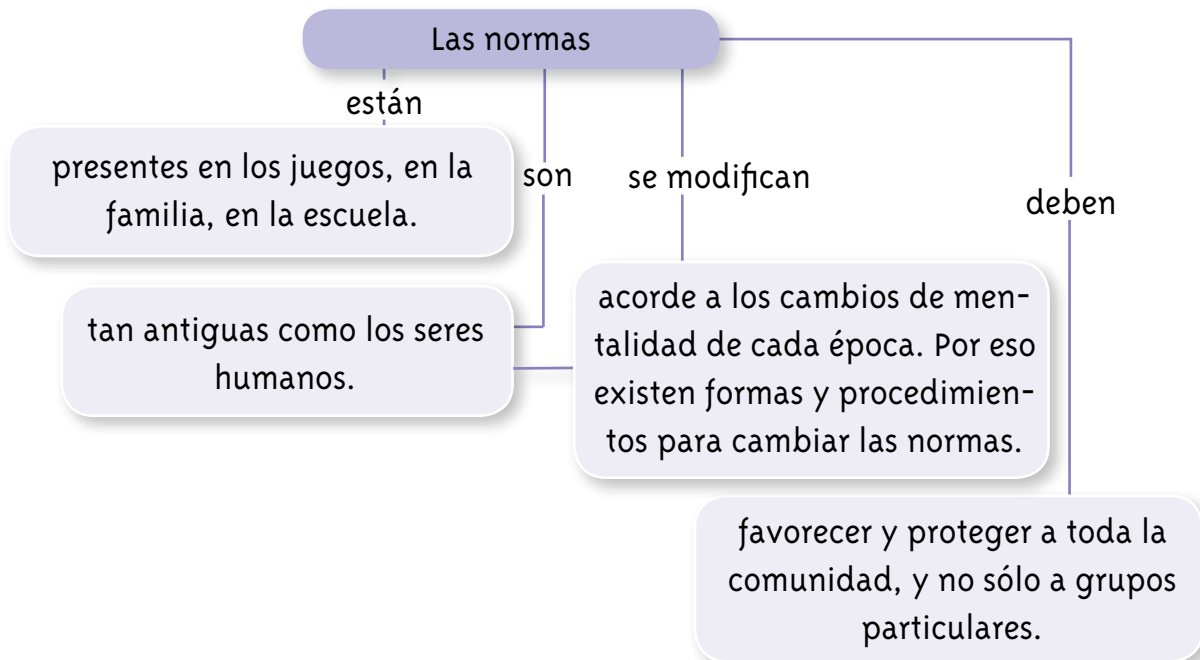 Las normas
están
presentes en los juegos, en la
familia, en la escuela.
son
tan antiguas como los seres
humanos.
se modifican
acorde a los cambios de men-
talidad de cada época. Por eso
existen formas y procedimien-
tos para cambiar las normas.
deben
favorecer y proteger a toda la
comunidad, y no sólo a grupos
particulares.